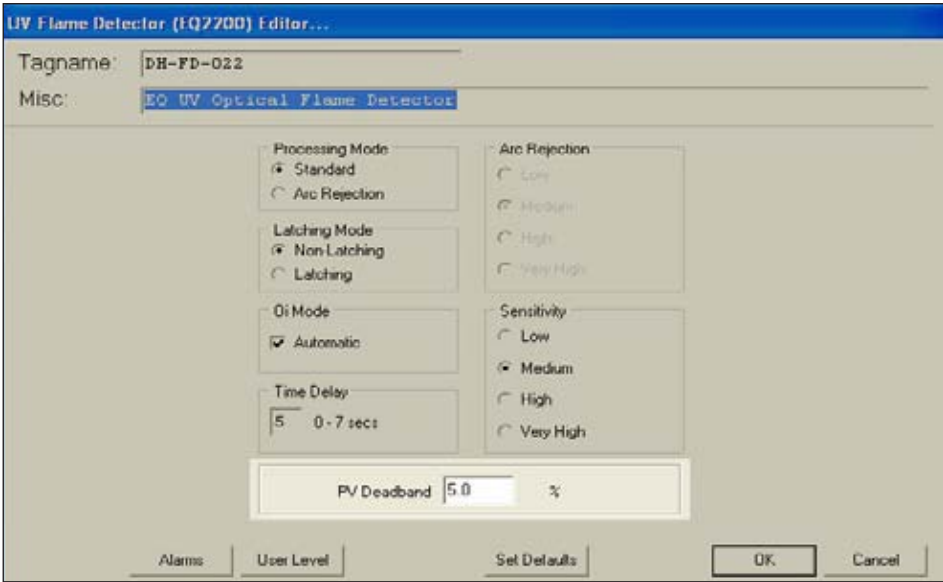 UV Flame Detector (EQ2200) Editor...
Tagname: DH-FD-022
Misc: EQ UV Optical Flame Detector
Processing Mode
Standard
Arc Rejection
Latching Mode
Non-Latching
Latching
Oi Mode
Automatic
Time Delay
5 0 - 7 secs
Arc Rejection
Low
Medium
High
Very High
Sensitivity
Low
Medium
High
Very High
PV Deadband 5.0 %
Alarms User Level Set Defaults OK Cancel